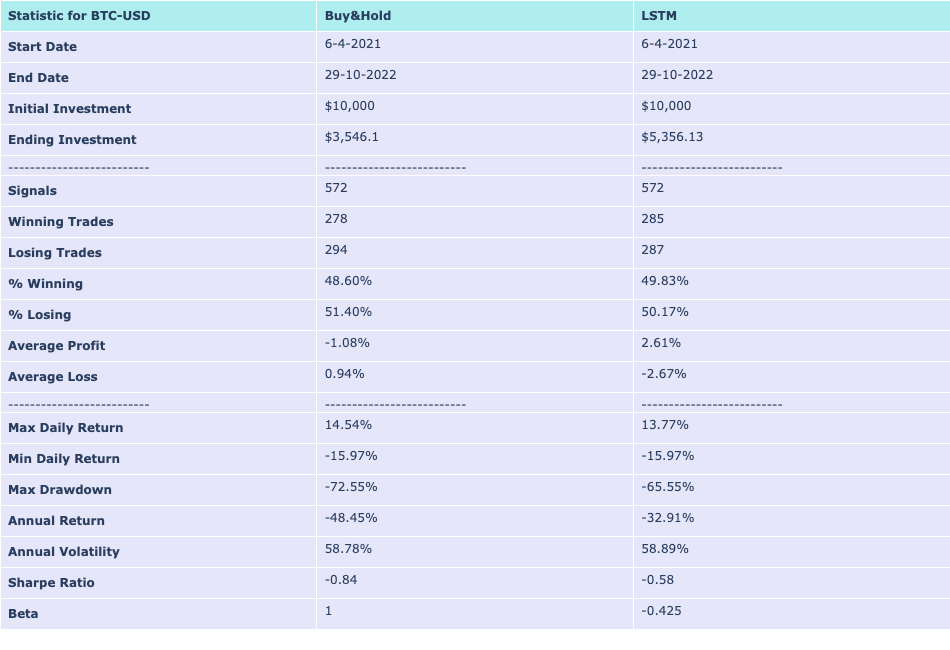 Statistic for BTC-USD Buy&Hold LSTM
Start Date 6-4-2021 6-4-2021
End Date 29-10-2022 29-10-2022
Initial Investment $10,000 $10,000
Ending Investment $3,546.1 $5,356.13
-------------------------- -------------------------- --------------------------
Signals 572 572
Winning Trades 278 285
Losing Trades 294 287
% Winning 48.60% 49.83%
% Losing 51.40% 50.17%
Average Profit -1.08% 2.61%
Average Loss 0.94% -2.67%
-------------------------- -------------------------- --------------------------
Max Daily Return 14.54% 13.77%
Min Daily Return -15.97% -15.97%
Max Drawdown -72.55% -65.55%
Annual Return -48.45% -32.91%
Annual Volatility 58.78% 58.89%
Sharpe Ratio -0.84 -0.58
Beta 1 -0.425